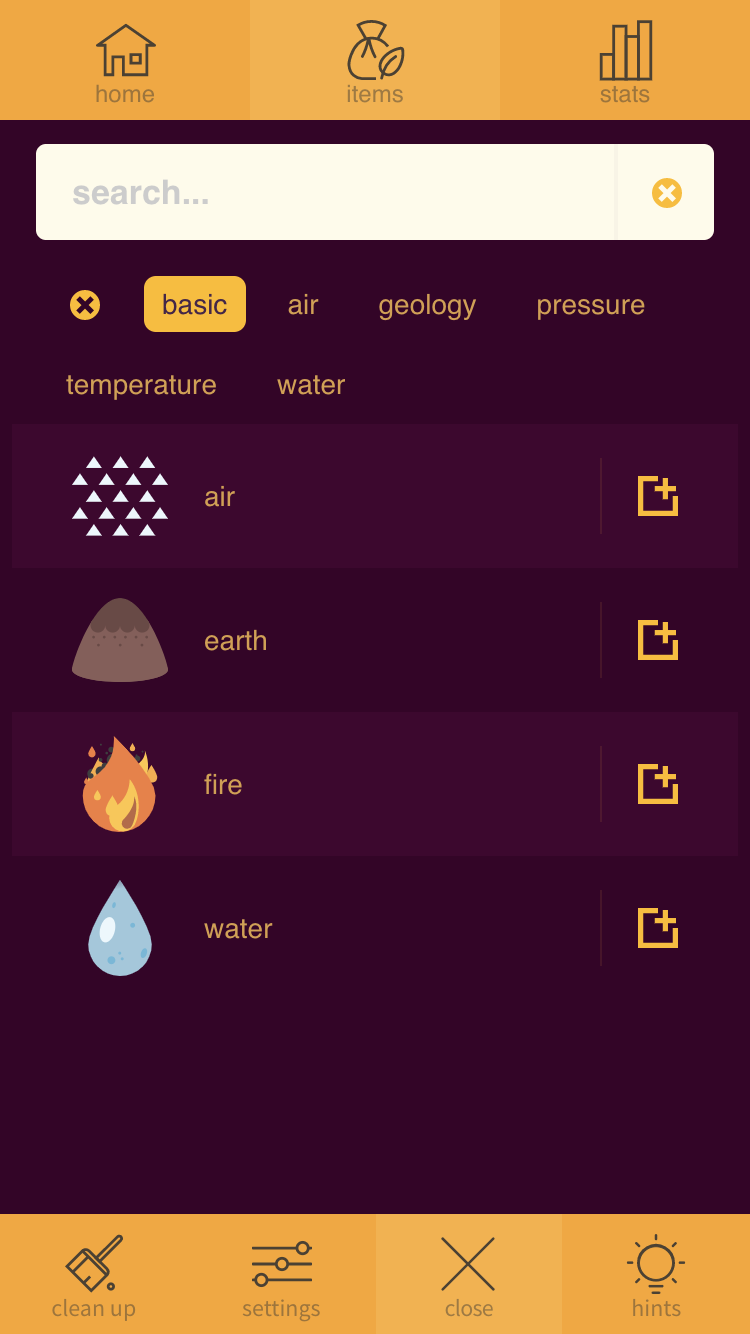 home items stats
search...
basic air geology pressure
temperature water
air
earth
fire
water
clean up settings close hints